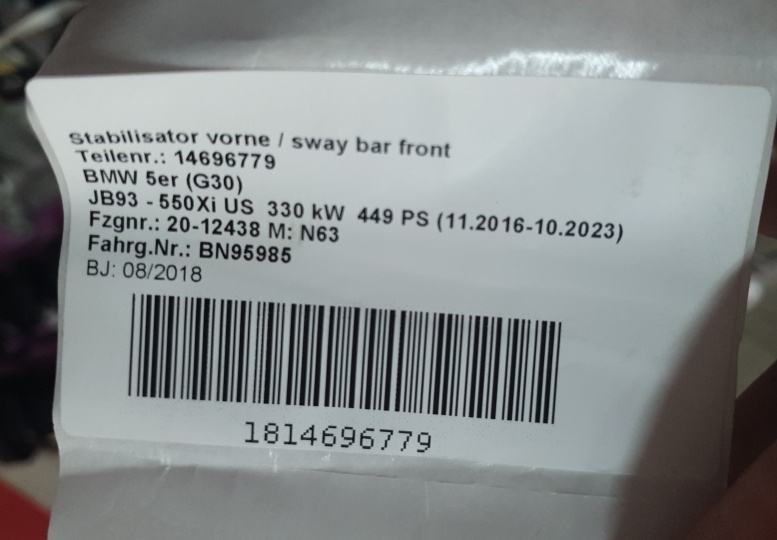 Stabilisator vorne / sway bar front
Teilenr.: 14696779
BMW 5er (G30)
JB93 - 550Xi US 330 kW 449 PS (11.2016-10.2023)
Fzgnr.: 20-12438 M: N63
Fahrg.Nr.: BN95985
BJ: 08/2018
1814696779